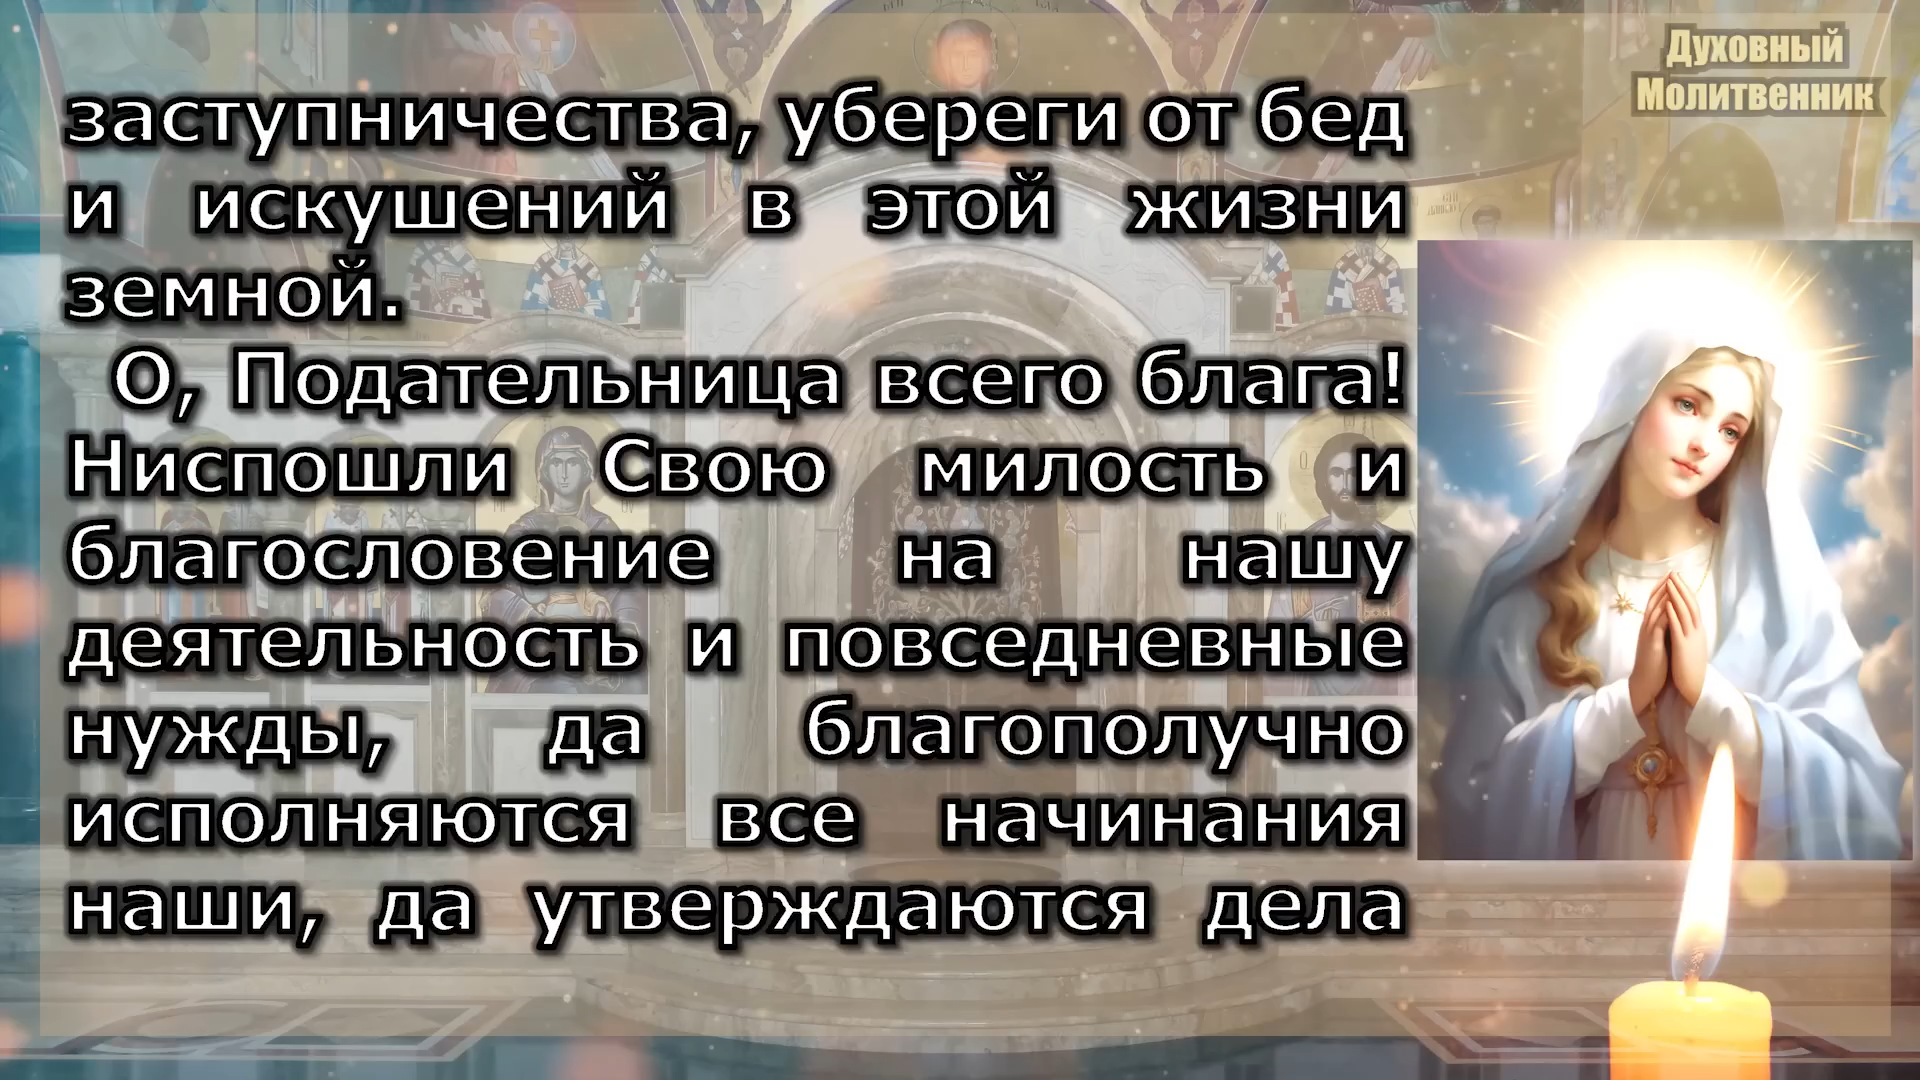 Духовный
Молитвенник
заступничества, убереги от бед
и искушений в этой жизни
земной.
О, Подательница всего блага!
Ниспошли Свою милость и
благословение на нашу
деятельность и повседневные
нужды, да благополучно
исполняются все начинания
наши, да утверждаются дела